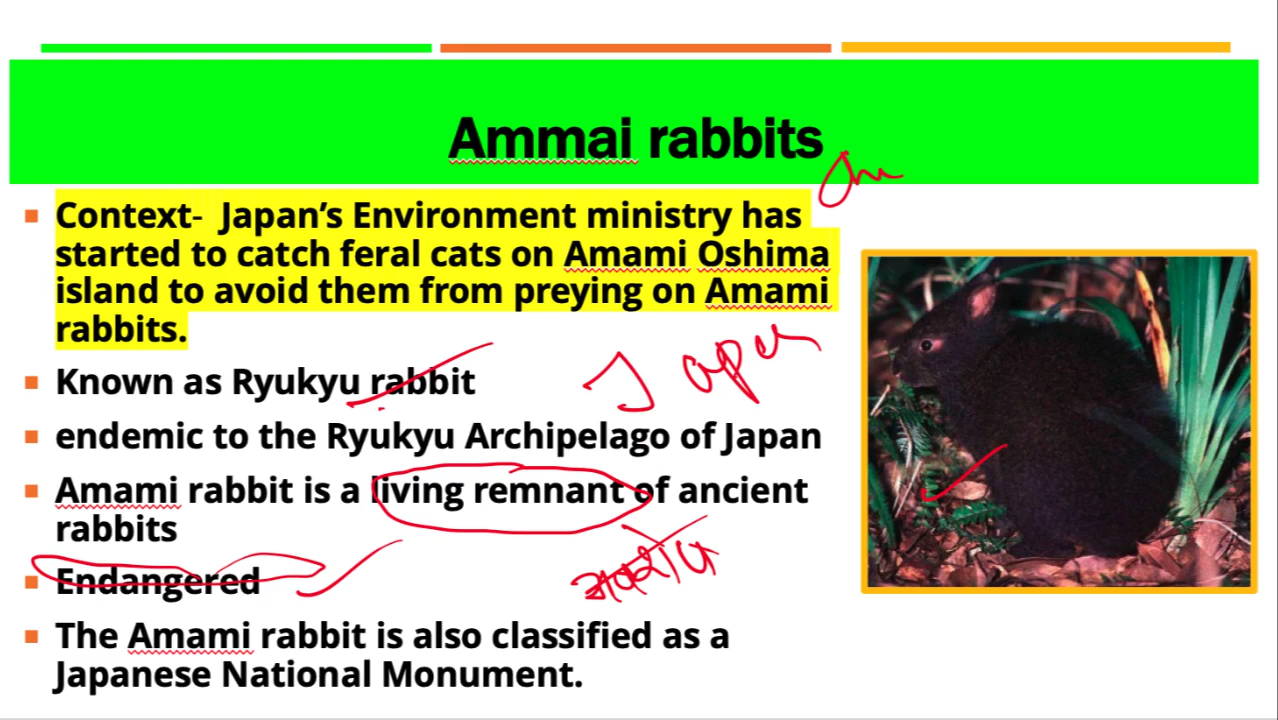 Ammai rabbits
Context- Japan's Environment ministry has
started to catch feral cats on Amami Oshima
island to avoid them from preying on Amami
rabbits.
Known as Ryukyu rabbit
Japan
endemic to the Ryukyu Archipelago of Japan
Amami rabbit is a living remnant of ancient
rabbits
अवशेष
Endangered
The Amami rabbit is also classified as a
Japanese National Monument.